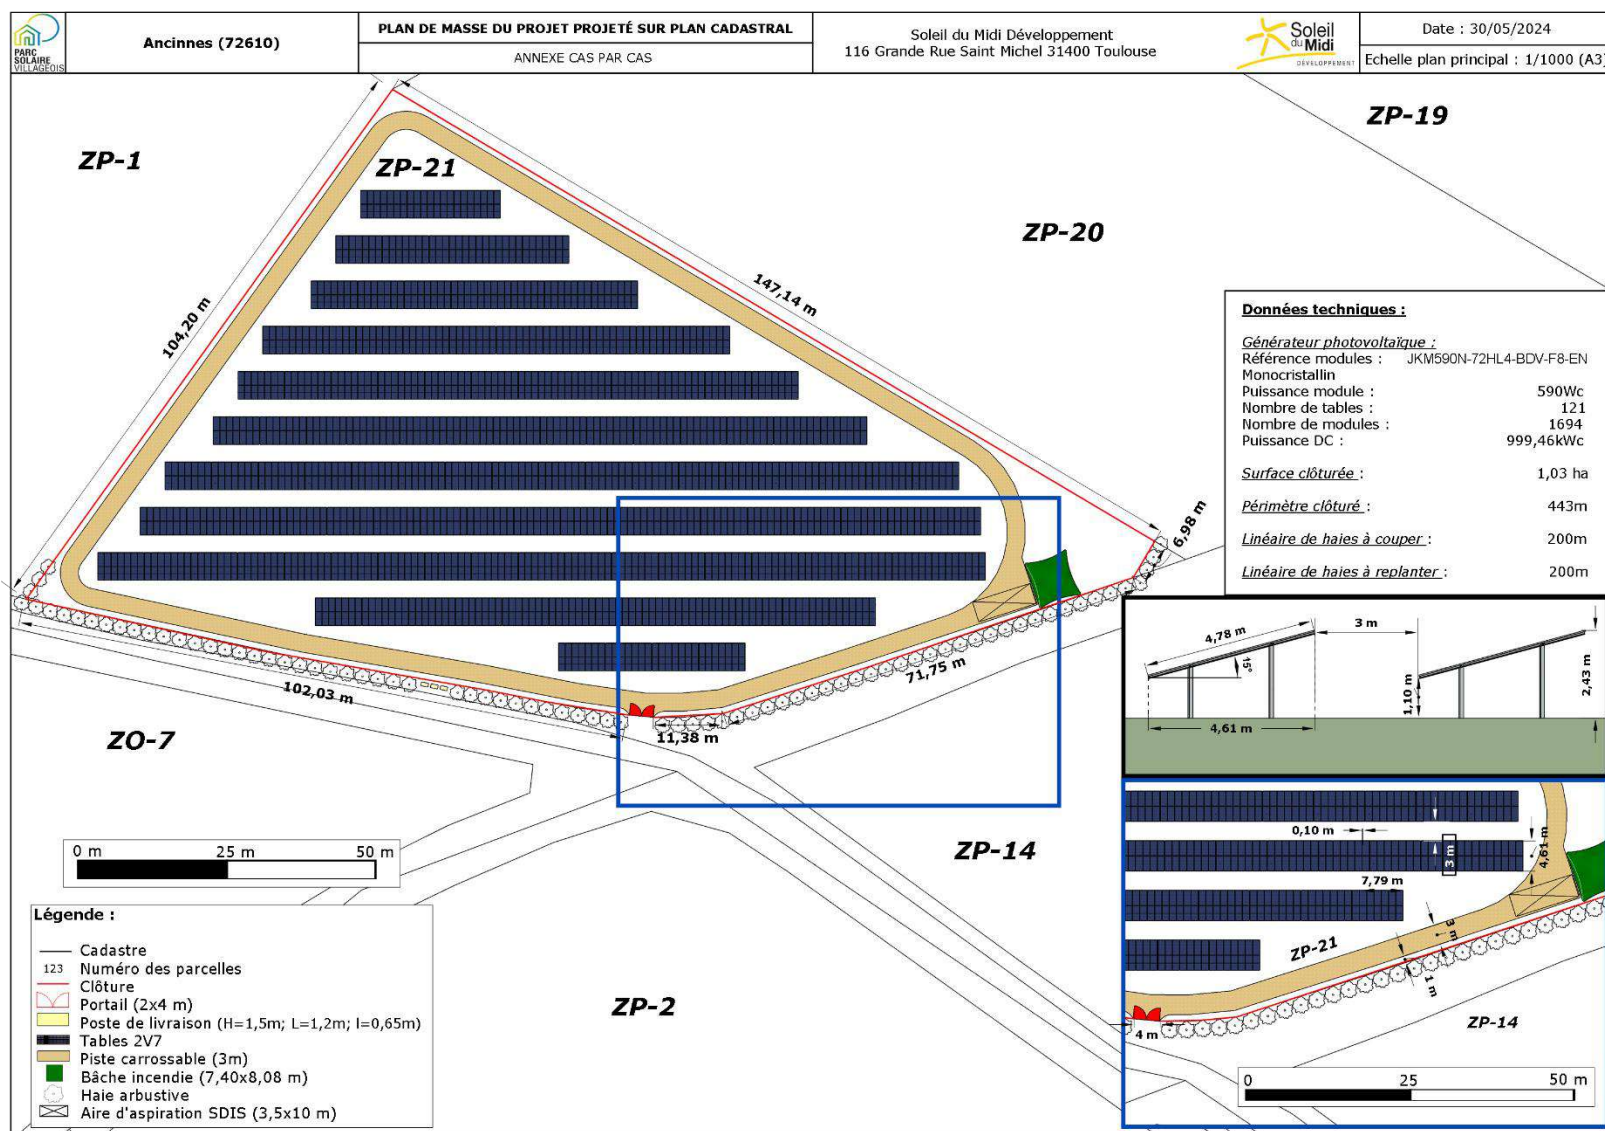 PARC
SOLAIRE
VILLAGEOIS
Ancinnes (72610)
PLAN DE MASSE DU PROJET PROJETÉ SUR PLAN CADASTRAL
ANNEXE CAS PAR CAS
Soleil du Midi Développement
116 Grande Rue Saint Michel 31400 Toulouse
Soleil
du Midi
DÉVELOPPEMENT
Date : 30/05/2024
Echelle plan principal : 1/1000 (A3)
ZP-1
ZP-21
ZP-19
ZP-20
104,20 m
147,14 m
6,98 m
71,75 m
102,03 m
11,38 m
ZO-7
ZP-14
ZP-2
Données techniques :
Générateur photovoltaïque :
Référence modules : JKM590N-72HL4-BDV-F8-EN
Monocristallin
Puissance module : 590Wc
Nombre de tables : 121
Nombre de modules : 1694
Puissance DC : 999,46kWc
Surface clôturée : 1,03 ha
Périmètre clôturé : 443m
Linéaire de haies à couper : 200m
Linéaire de haies à replanter : 200m
4,78 m
3 m
15°
1,10 m
2,43 m
4,61 m
0,10 m
3 m
4,61 m
7,79 m
3 m
ZP-21
1 m
4 m
ZP-14
0 25 50 m
0 m 25 m 50 m
Légende :
Cadastre
123 Numéro des parcelles
Clôture
Portail (2x4 m)
Poste de livraison (H=1,5m; L=1,2m; l=0,65m)
Tables 2V7
Piste carrossable (3m)
Bâche incendie (7,40x8,08 m)
Haie arbustive
Aire d'aspiration SDIS (3,5x10 m)